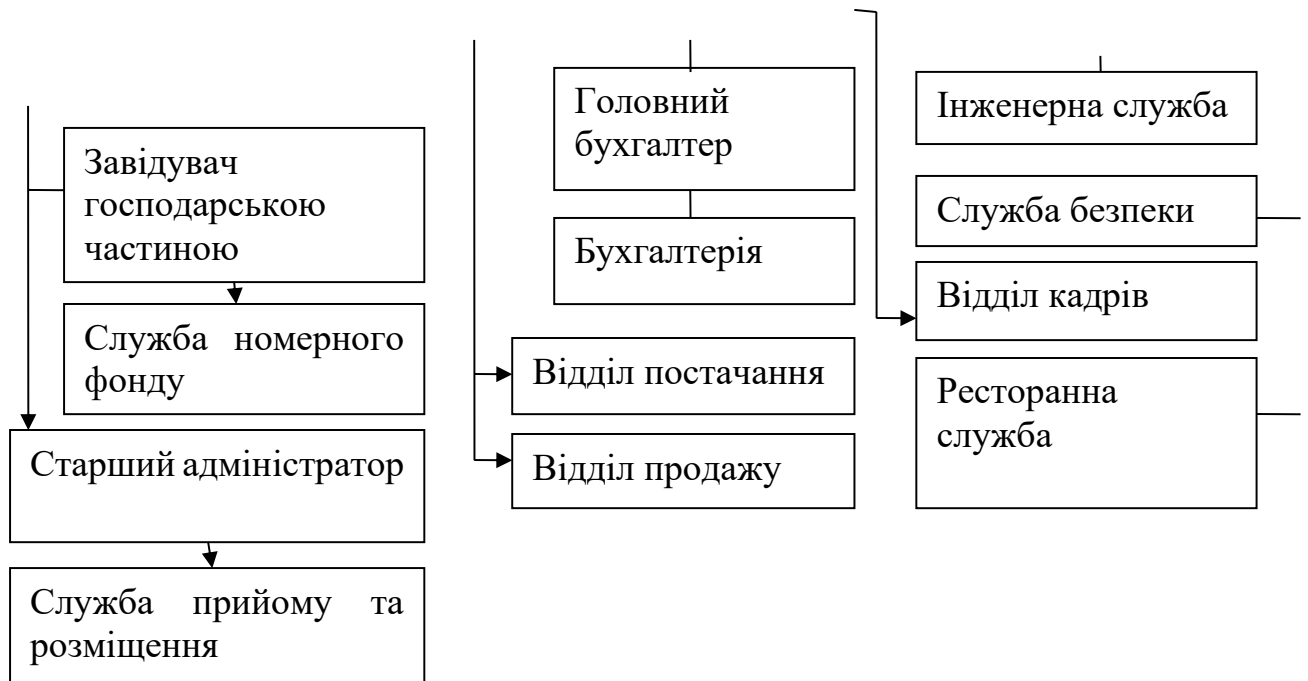 Завідувач
господарською
частиною
Служба номерного
фонду
Старший адміністратор
Служба прийому та
розміщення
Головний
бухгалтер
Бухгалтерія
Відділ постачання
Відділ продажу
Інженерна служба
Служба безпеки
Відділ кадрів
Ресторанна
служба